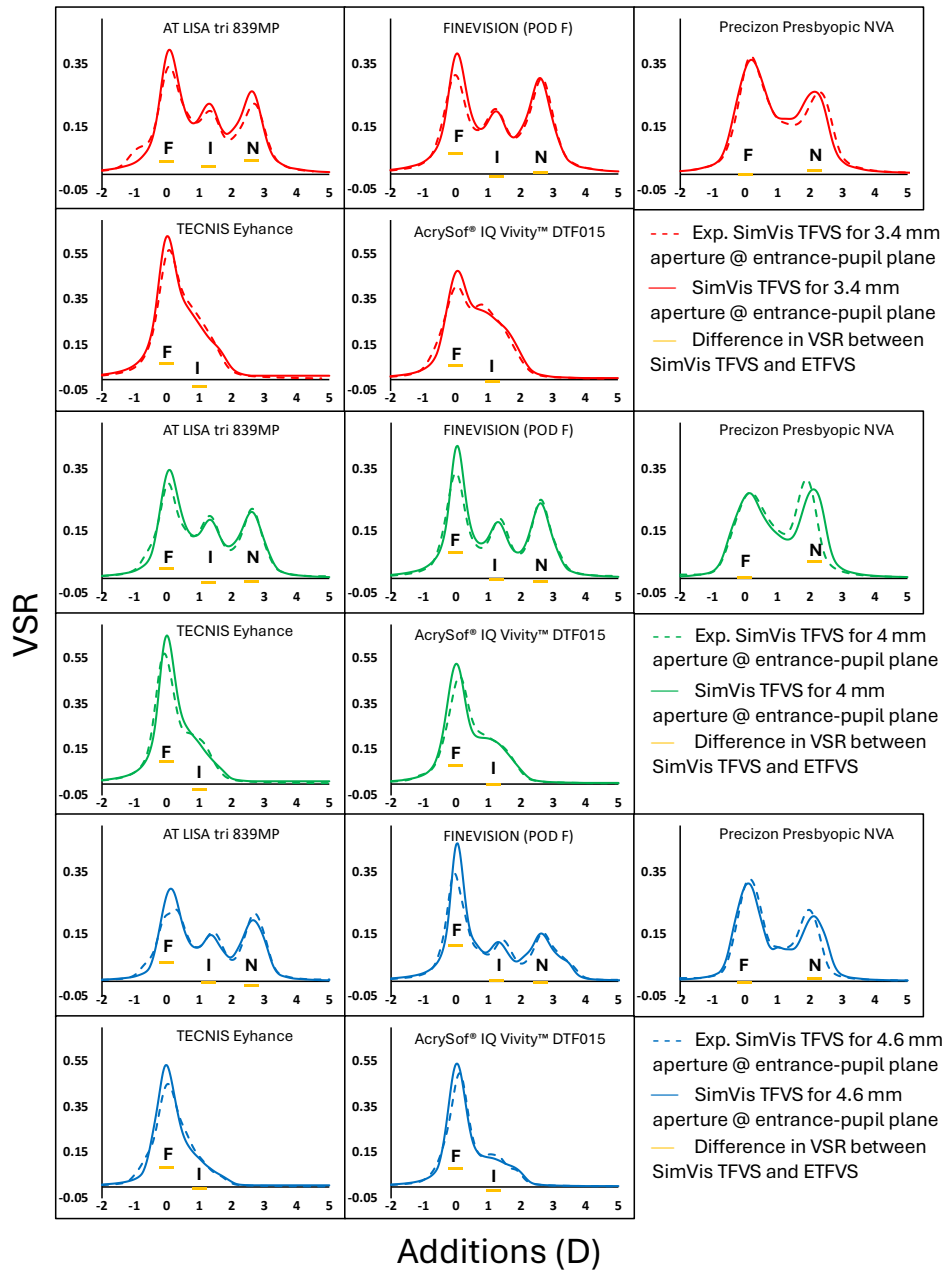 AT LISA tri 839MP
FINEVISION (POD F)
Precizon Presbyopic NVA
0.35
0.15
-0.05
F
I
N
-2 -1 0 1 2 3 4 5
0.35
0.15
-0.05
F
I
N
-2 -1 0 1 2 3 4 5
0.35
0.15
-0.05
F
N
-2 -1 0 1 2 3 4 5
TECNIS Eyhance
AcrySof® IQ Vivity™ DTF015
0.55
0.35
0.15
-0.05
F
I
-2 -1 0 1 2 3 4 5
0.55
0.35
0.15
-0.05
F
I
-2 -1 0 1 2 3 4 5
Exp. SimVis TFVS for 3.4 mm
aperture @ entrance-pupil plane
SimVis TFVS for 3.4 mm
aperture @ entrance-pupil plane
Difference in VSR between
SimVis TFVS and ETFVS
AT LISA tri 839MP
FINEVISION (POD F)
Precizon Presbyopic NVA
0.35
0.15
-0.05
F
I
N
-2 -1 0 1 2 3 4 5
0.35
0.15
-0.05
F
I
N
-2 -1 0 1 2 3 4 5
0.35
0.15
-0.05
F
N
-2 -1 0 1 2 3 4 5
VSR
TECNIS Eyhance
AcrySof® IQ Vivity™ DTF015
0.55
0.35
0.15
-0.05
F
I
-2 -1 0 1 2 3 4 5
0.55
0.35
0.15
-0.05
F
I
-2 -1 0 1 2 3 4 5
Exp. SimVis TFVS for 4 mm
aperture @ entrance-pupil plane
SimVis TFVS for 4 mm
aperture @ entrance-pupil plane
Difference in VSR between
SimVis TFVS and ETFVS
AT LISA tri 839MP
FINEVISION (POD F)
Precizon Presbyopic NVA
0.35
0.15
-0.05
F
I
N
-2 -1 0 1 2 3 4 5
0.35
0.15
-0.05
F
I
N
-2 -1 0 1 2 3 4 5
0.35
0.15
-0.05
F
N
-2 -1 0 1 2 3 4 5
TECNIS Eyhance
AcrySof® IQ Vivity™ DTF015
0.55
0.35
0.15
-0.05
F
I
-2 -1 0 1 2 3 4 5
0.55
0.35
0.15
-0.05
F
I
-2 -1 0 1 2 3 4 5
Exp. SimVis TFVS for 4.6 mm
aperture @ entrance-pupil plane
SimVis TFVS for 4.6 mm
aperture @ entrance-pupil plane
Difference in VSR between
SimVis TFVS and ETFVS
Additions (D)